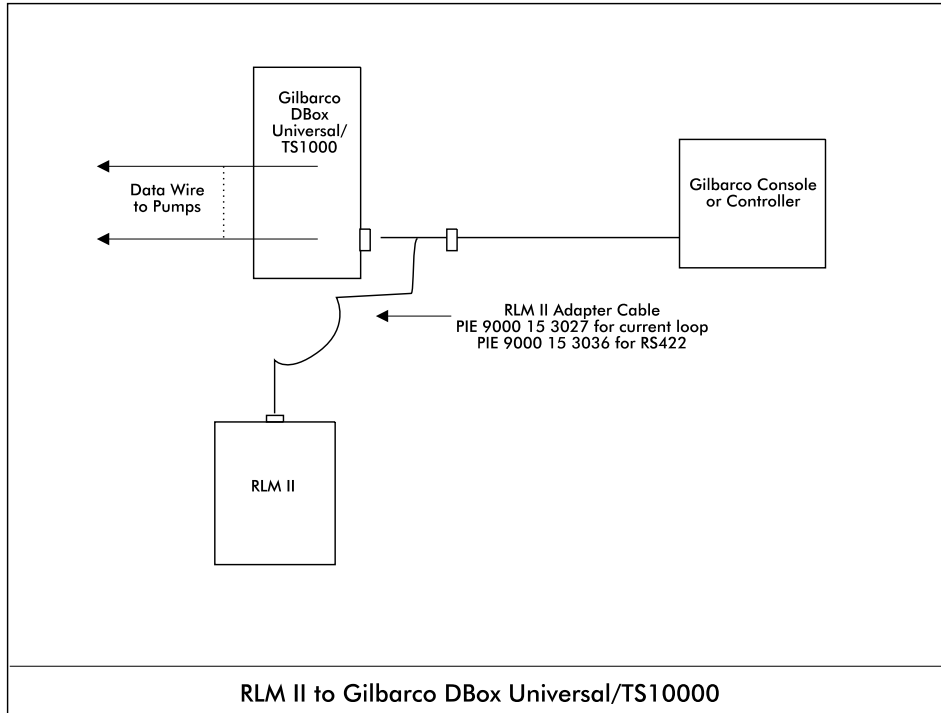 Gilbarco
DBox
Universal/
TS1000
Data Wire
to Pumps
Gilbarco Console
or Controller
RLM II Adapter Cable
PIE 9000 15 3027 for current loop
PIE 9000 15 3036 for RS422
RLM II
RLM II to Gilbarco DBox Universal/TS10000